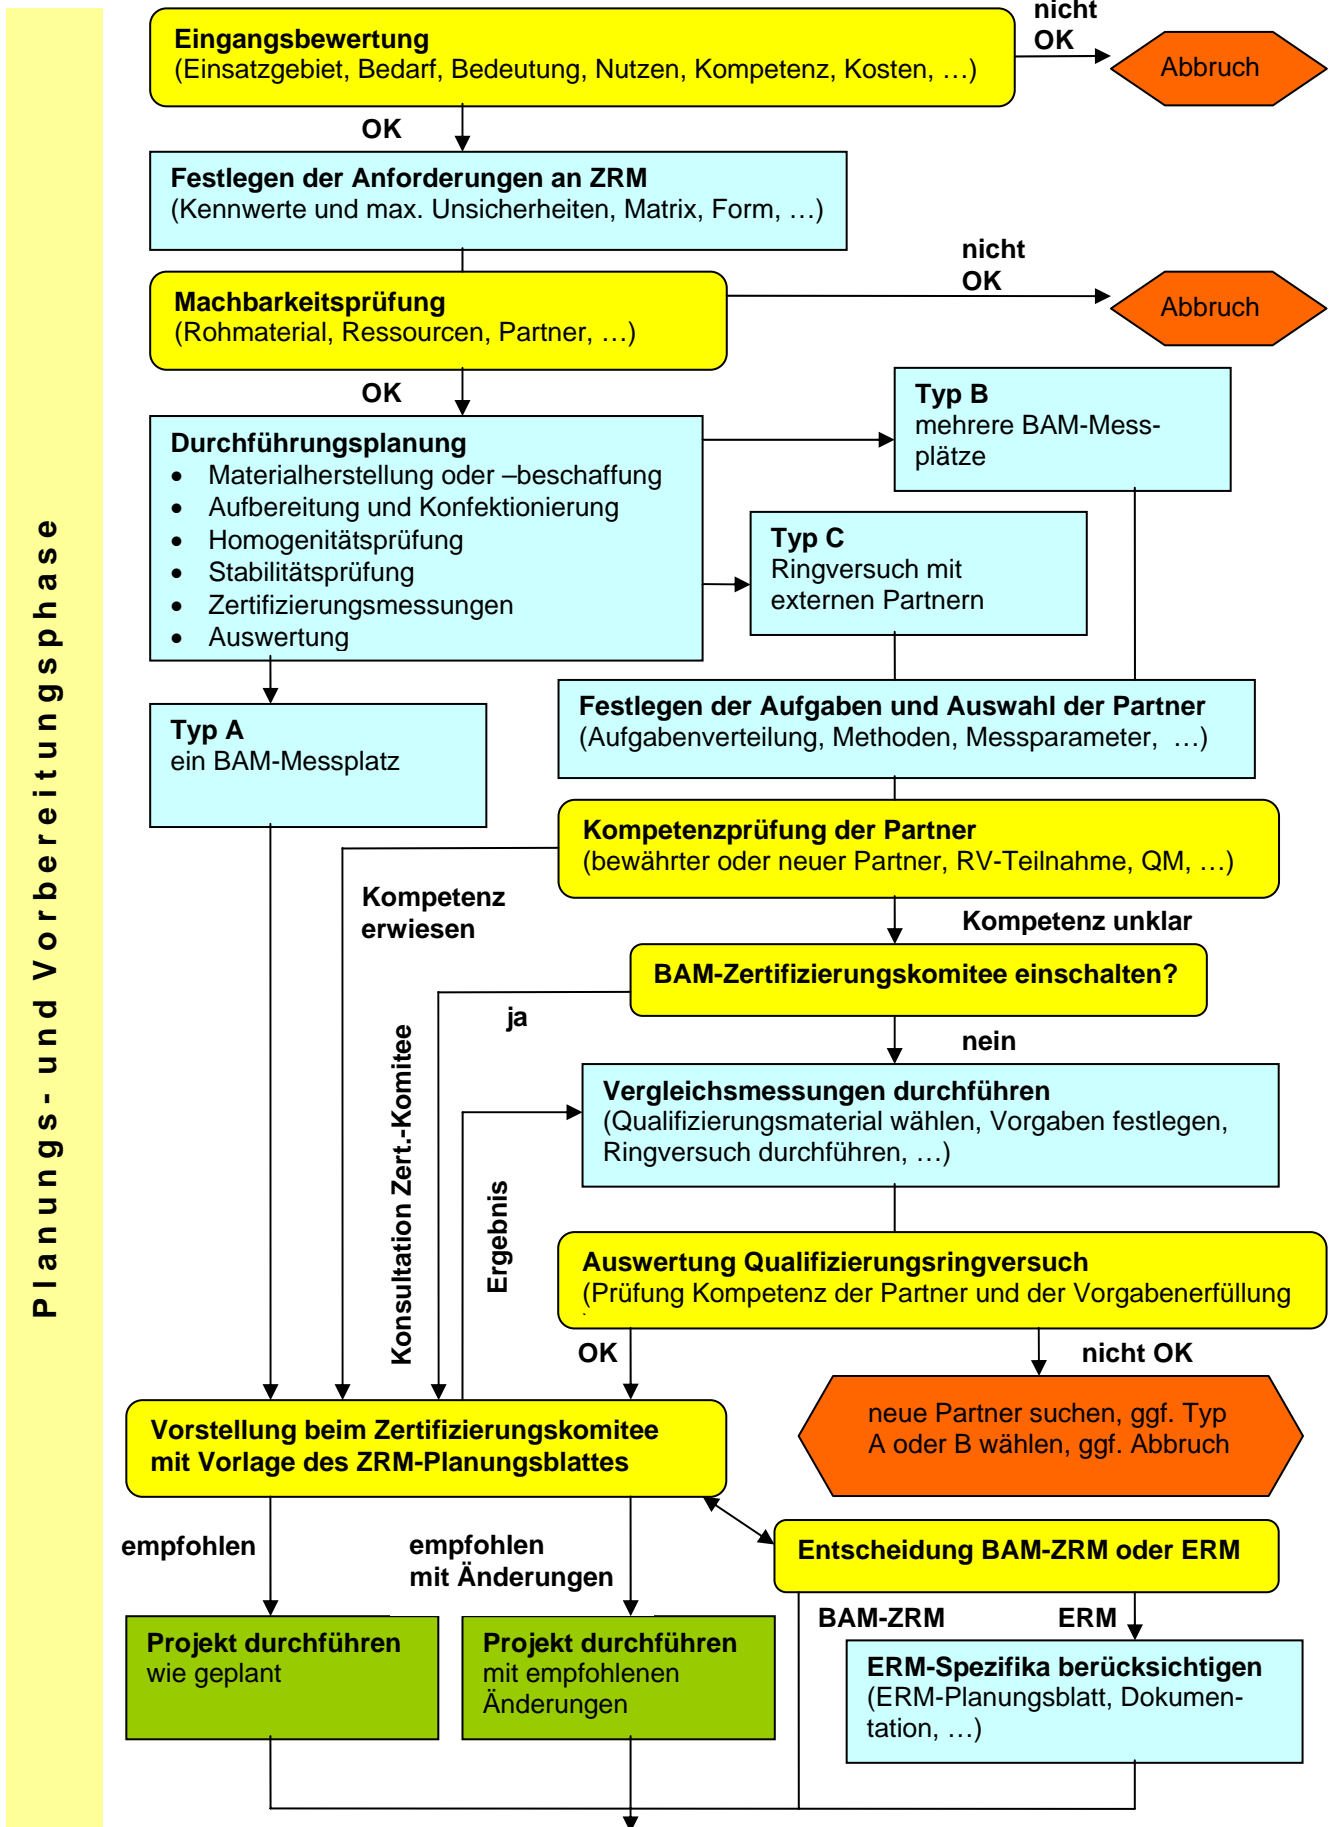 Planungs- und Vorbereitungsphase
Eingangsbewertung
(Einsatzgebiet, Bedarf, Bedeutung, Nutzen, Kompetenz, Kosten, …)
nicht
OK
Abbruch
OK
Festlegen der Anforderungen an ZRM
(Kennwerte und max. Unsicherheiten, Matrix, Form, …)
nicht
OK
Machbarkeitsprüfung
(Rohmaterial, Ressourcen, Partner, …)
Abbruch
OK
Durchführungsplanung
• Materialherstellung oder –beschaffung
• Aufbereitung und Konfektionierung
• Homogenitätsprüfung
• Stabilitätsprüfung
• Zertifizierungsmessungen
• Auswertung
Typ B
mehrere BAM-Mess-
plätze
Typ C
Ringversuch mit
externen Partnern
Typ A
ein BAM-Messplatz
Festlegen der Aufgaben und Auswahl der Partner
(Aufgabenverteilung, Methoden, Messparameter, …)
Kompetenzprüfung der Partner
(bewährter oder neuer Partner, RV-Teilnahme, QM, …)
Kompetenz
erwiesen
Kompetenz unklar
BAM-Zertifizierungskomitee einschalten?
ja
nein
Konsultation Zert.-Komitee
Ergebnis
Vergleichsmessungen durchführen
(Qualifizierungsmaterial wählen, Vorgaben festlegen,
Ringversuch durchführen, …)
Auswertung Qualifizierungsringversuch
(Prüfung Kompetenz der Partner und der Vorgabenerfüllung
OK
nicht OK
Vorstellung beim Zertifizierungskomitee
mit Vorlage des ZRM-Planungsblattes
neue Partner suchen, ggf. Typ
A oder B wählen, ggf. Abbruch
empfohlen
empfohlen
mit Änderungen
Entscheidung BAM-ZRM oder ERM
BAM-ZRM
ERM
Projekt durchführen
wie geplant
Projekt durchführen
mit empfohlenen
Änderungen
ERM-Spezifika berücksichtigen
(ERM-Planungsblatt, Dokumen-
tation, …)